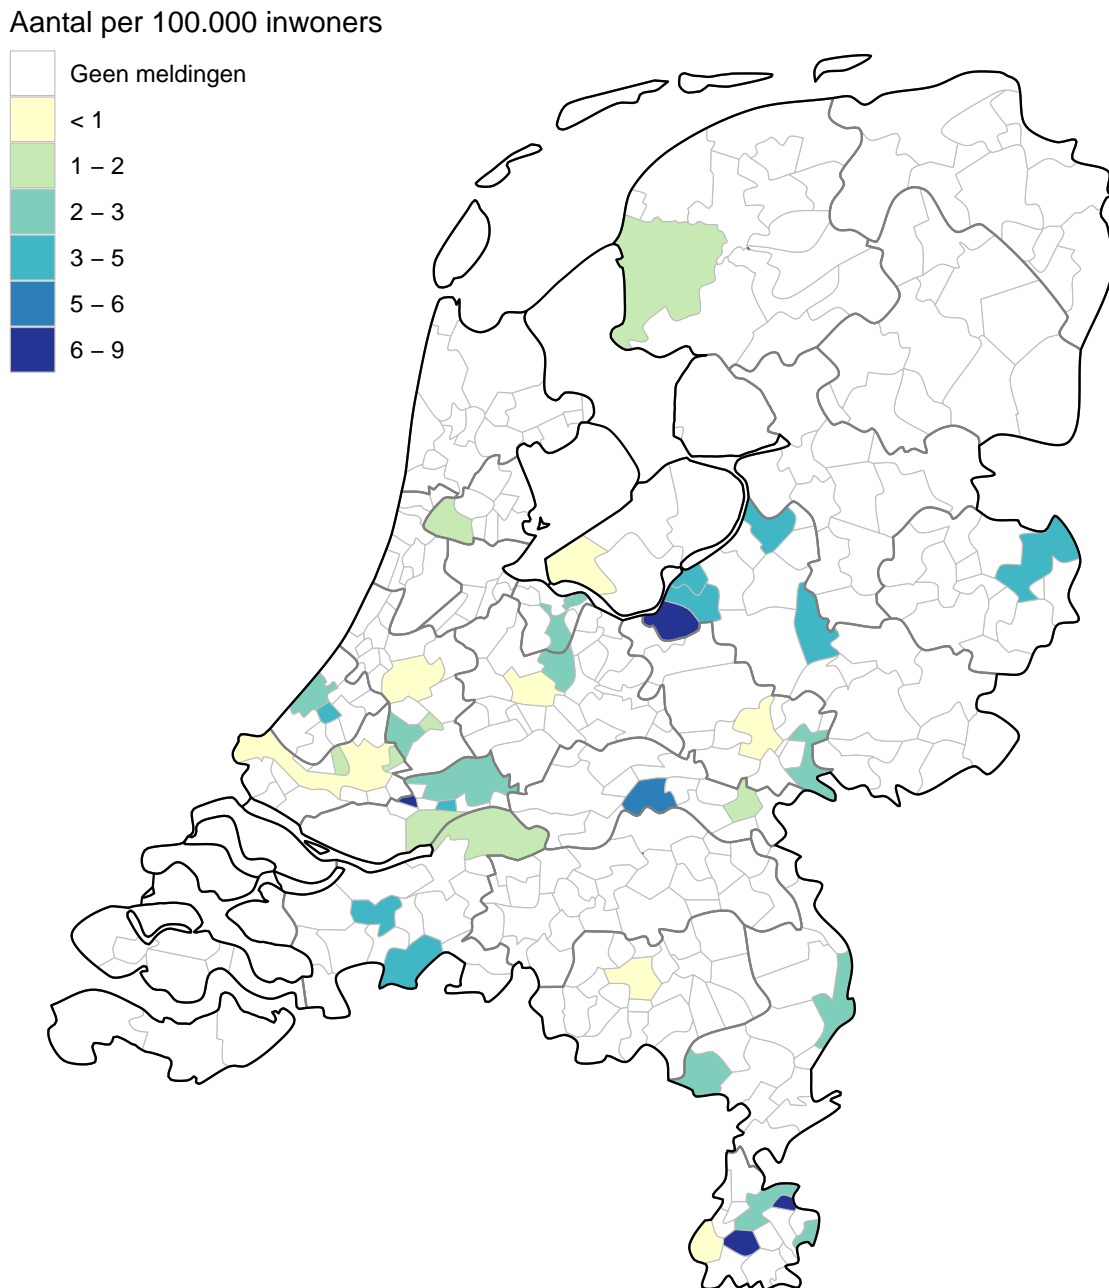 Aantal per 100.000 inwoners
Geen meldingen
< 1
1 – 2
2 – 3
3 – 5
5 – 6
6 – 9